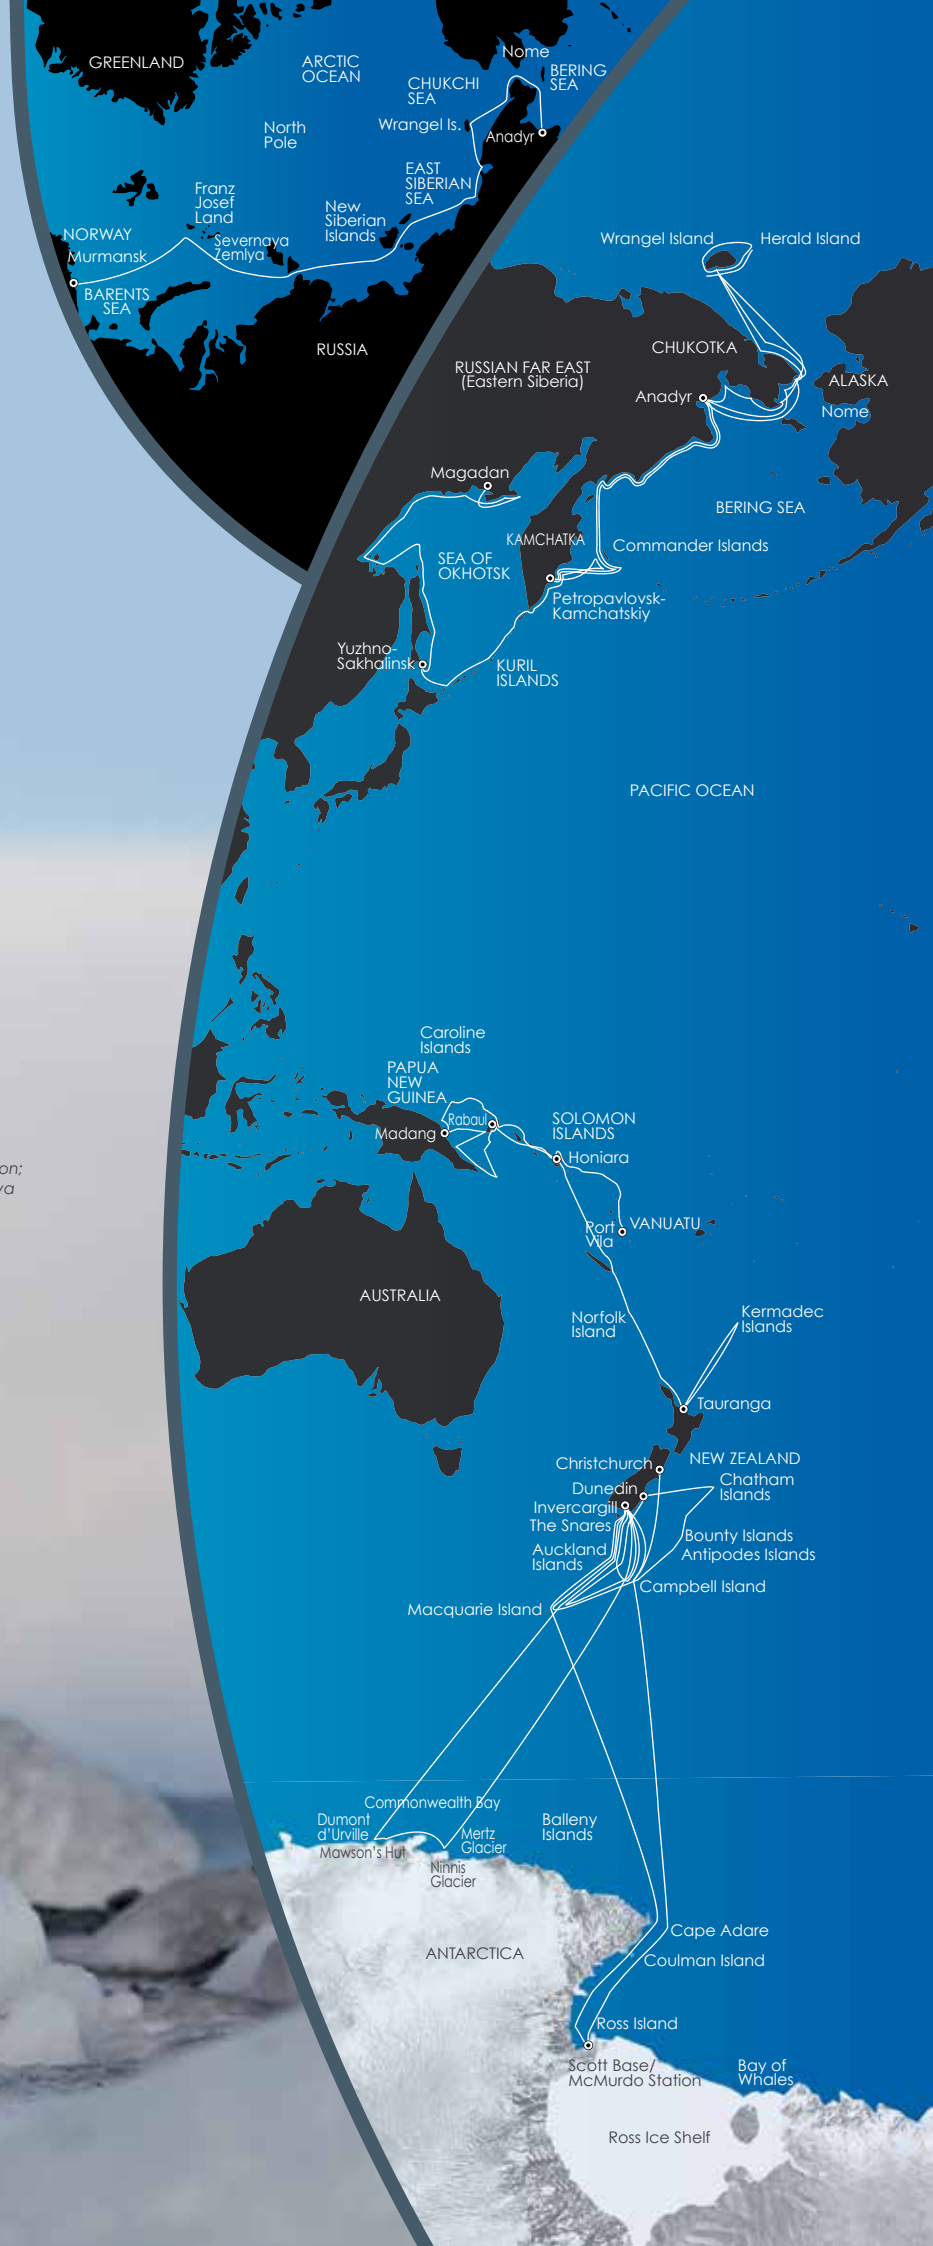 GREENLAND
ARCTIC
OCEAN
Nome
BERING
SEA
CHUKCHI
SEA
Wrangel Is.
Anadyr
North
Pole
EAST
SIBERIAN
SEA
Franz
Josef
Land
New
Siberian
Islands
NORWAY
Murmansk
Severnaya
Zemlya
BARENTS
SEA
RUSSIA
Wrangel Island
Herald Island
CHUKOTKA
RUSSIAN FAR EAST
(Eastern Siberia)
ALASKA
Anadyr
Nome
Magadan
BERING SEA
KAMCHATKA
Commander Islands
SEA OF
OKHOTSK
Petropavlovsk-
Kamchatskiy
Yuzhno-
Sakhalinsk
KURIL
ISLANDS
PACIFIC OCEAN
Caroline
Islands
PAPUA
NEW
GUINEA
Rabaul
SOLOMON
ISLANDS
Madang
Honiara
on;
va
Port
Vila
VANUATU
AUSTRALIA
Norfolk
Island
Kermadec
Islands
Tauranga
NEW ZEALAND
Christchurch
Chatham
Islands
Dunedin
Invercargill
The Snares
Bounty Islands
Auckland
Islands
Antipodes Islands
Campbell Island
Macquarie Island
Commonwealth Bay
Dumont
d'Urville
Balleny
Islands
Mertz
Glacier
Mawson's Hut
Ninnis
Glacier
Cape Adare
ANTARCTICA
Coulman Island
Ross Island
Scott Base/
McMurdo Station
Bay of
Whales
Ross Ice Shelf